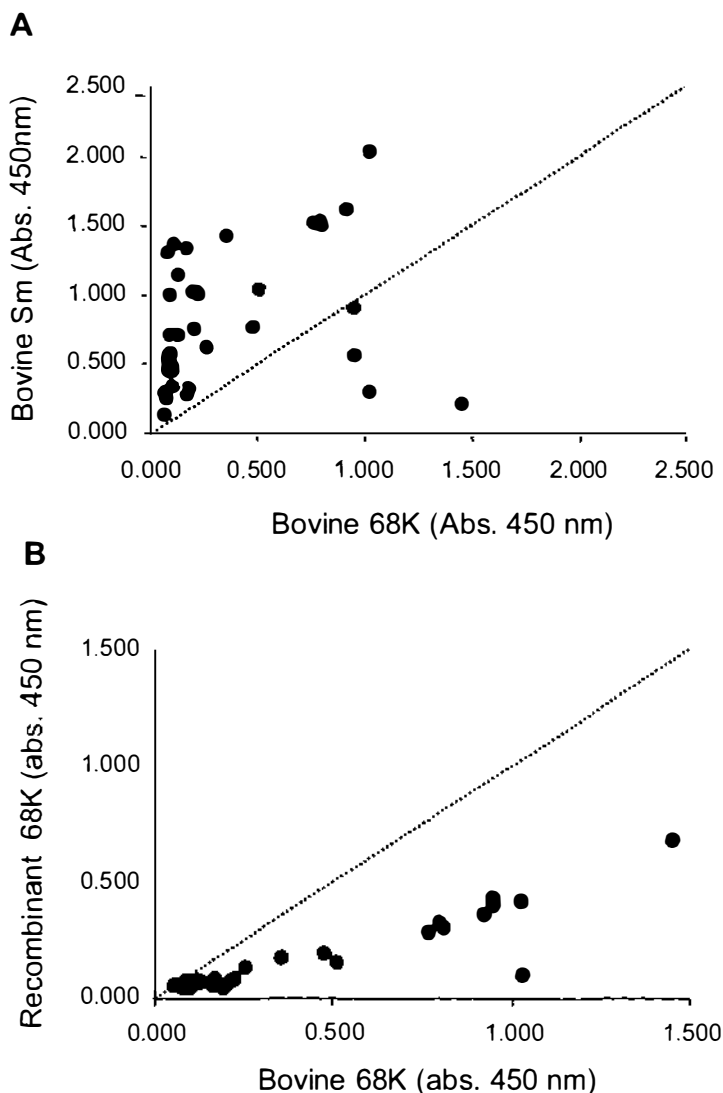 A
Bovine Sm (Abs. 450nm)
2.500
2.000
1.500
1.000
0.500
0.000
0.000 0.500 1.000 1.500 2.000 2.500
Bovine 68K (Abs. 450 nm)
B
Recombinant 68K (abs. 450 nm)
1.500
1.000
0.500
0.000
0.000 0.500 1.000 1.500
Bovine 68K (abs. 450 nm)